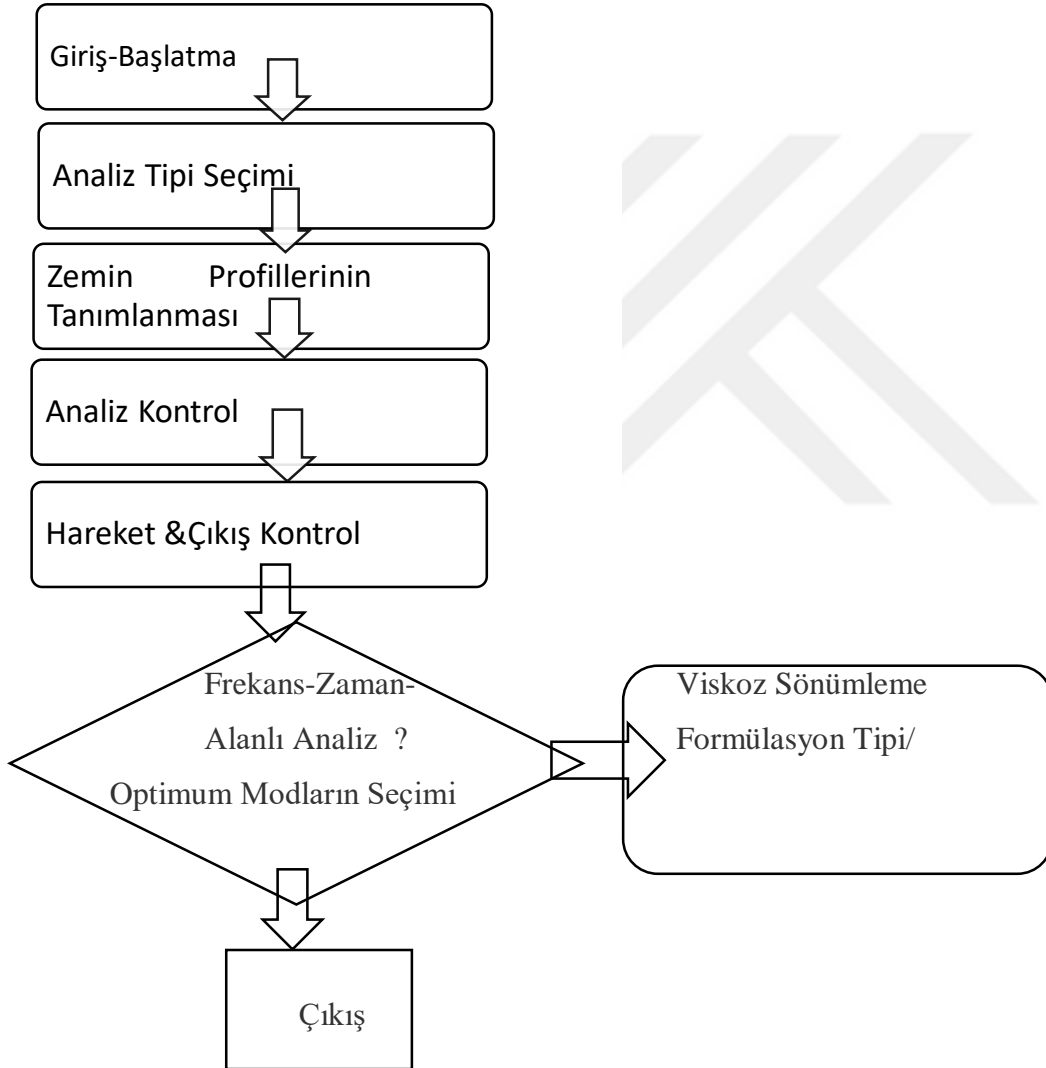 Giriş-Başlatma
Analiz Tipi Seçimi
Zemin Profillerinin
Tanımlanması
Analiz Kontrol
Hareket &Çıkış Kontrol
Frekans-Zaman-
Alanlı Analiz ?
Optimum Modların Seçimi
Viskoz Sönümleme
Formülasyon Tipi/
Çıkış